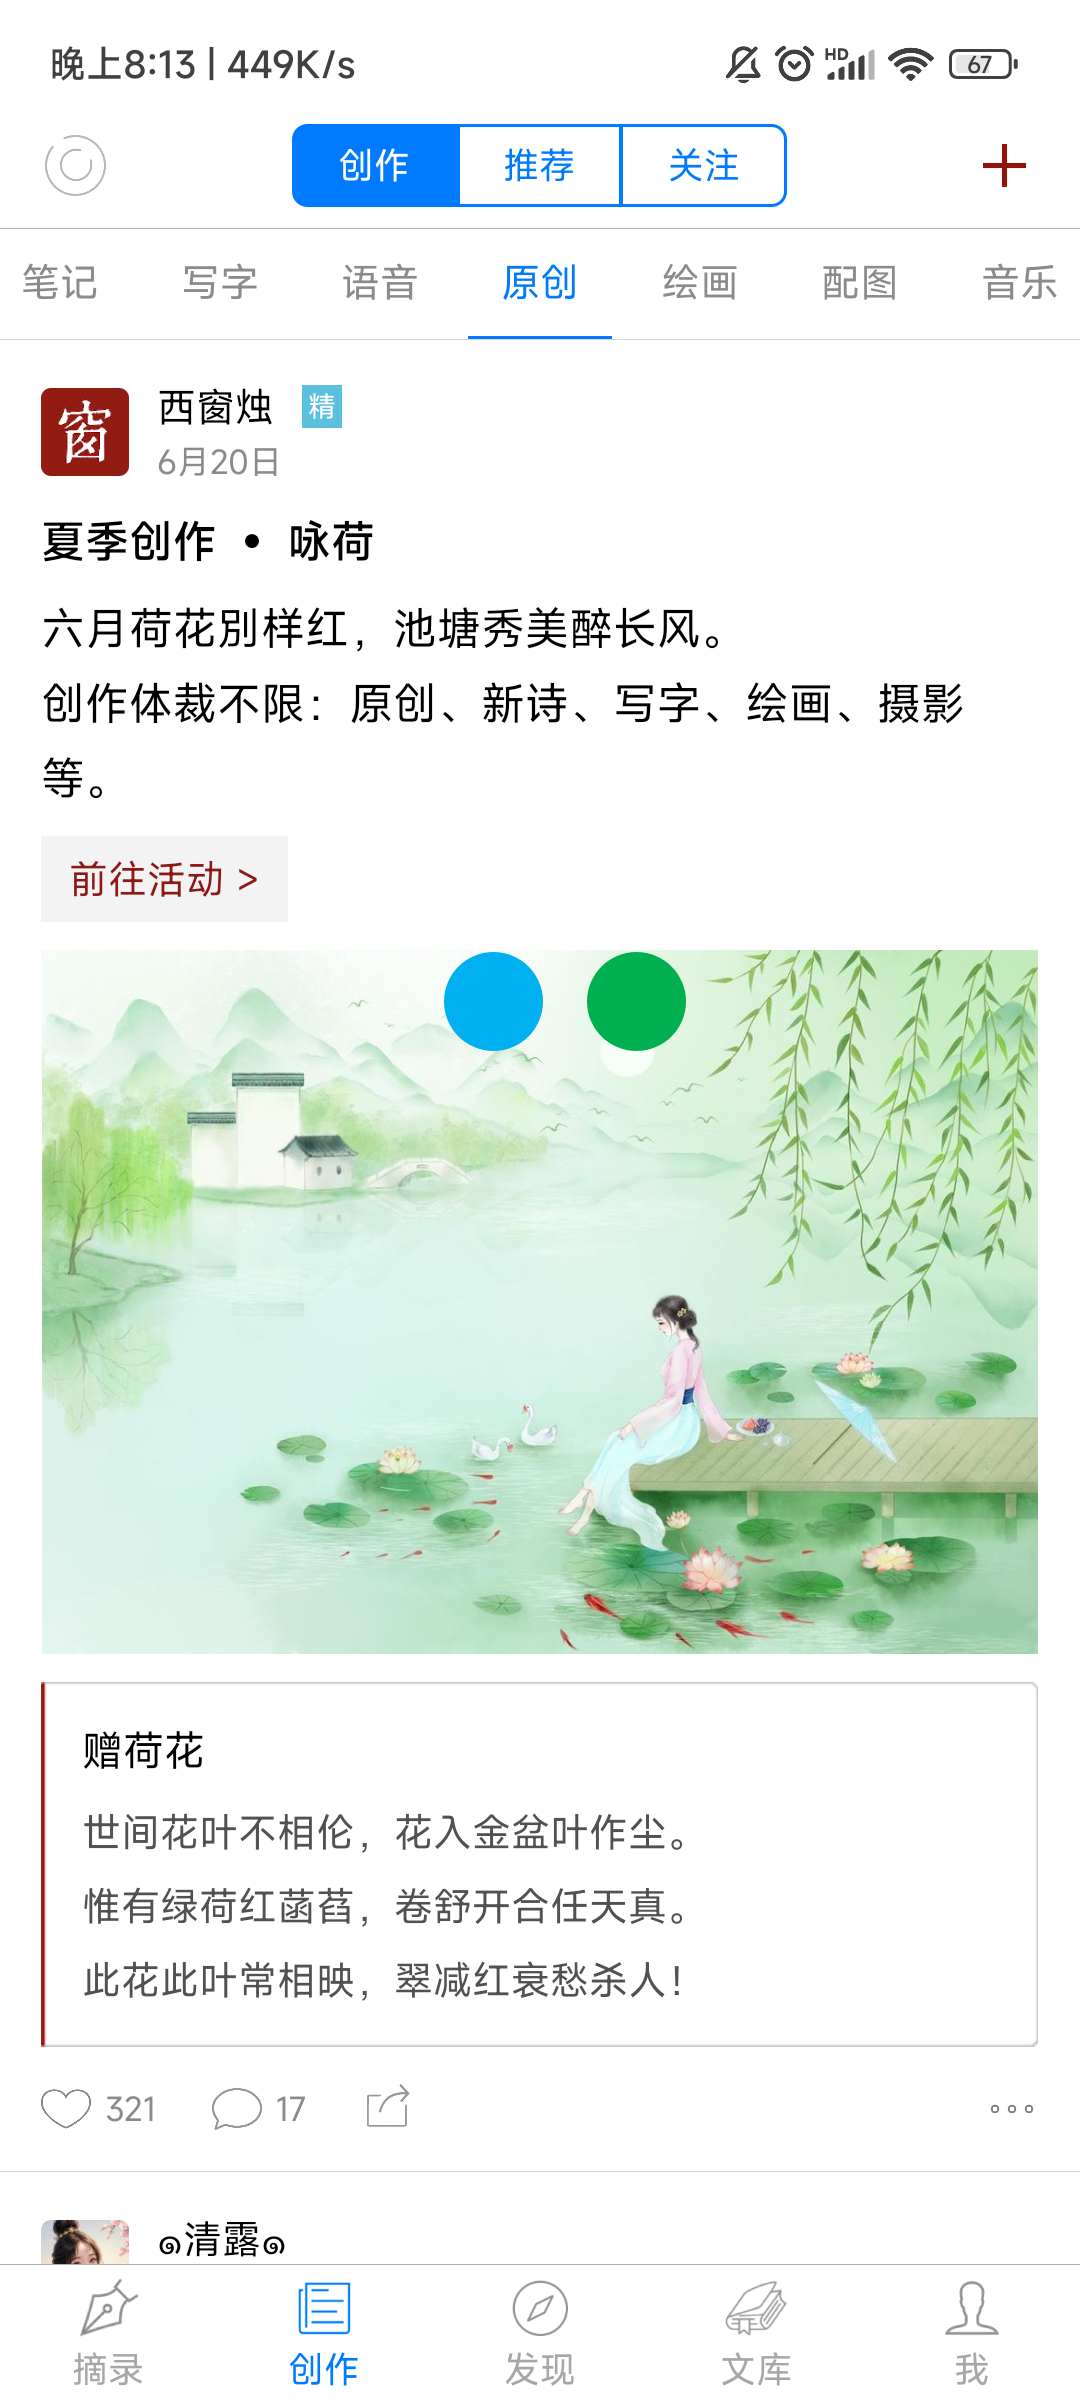 晚上8:13 | 449K/s
HD
67
创作 推荐 关注
笔记 写字 语音 原创 绘画 配图 音乐
窗
西窗烛 精
6月20日
夏季创作 • 咏荷
六月荷花别样红，池塘秀美醉长风。
创作体裁不限：原创、新诗、写字、绘画、摄影
等。
前往活动 >
赠荷花
世间花叶不相伦，花入金盆叶作尘。
惟有绿荷红菡萏，卷舒开合任天真。
此花此叶常相映，翠减红衰愁杀人！
321 17
๑清露๑
摘录 创作 发现 文库 我